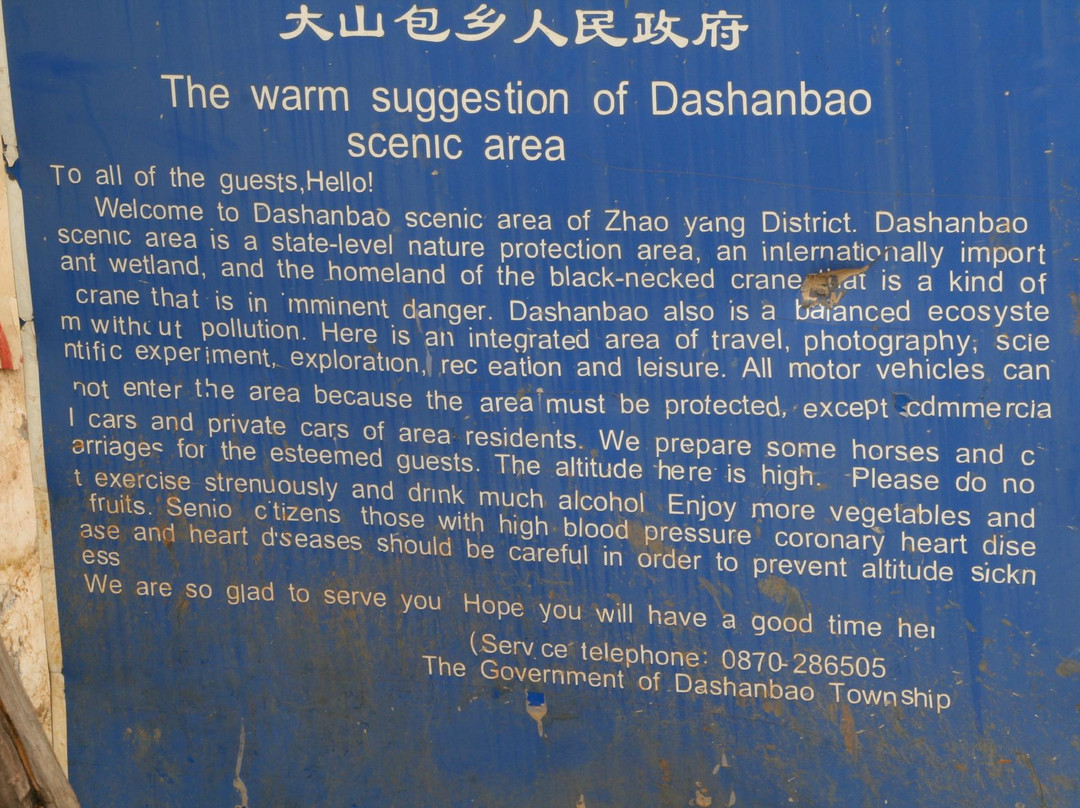 大山包乡人民政府
The warm suggestion of Dashanbao
scenic area
To all of the guests,Hello!
Welcome to Dashanbao scenic area of Zhao yang District. Dashanbao
scenic area is a state-level nature protection area, an internationally import
ant wetland, and the homeland of the black-necked crane that is a kind of
crane that is in imminent danger. Dashanbao also is a balanced ecosyste
m without pollution. Here is an integrated area of travel, photography, scie
ntific experiment, exploration, rec eation and leisure. All motor vehicles can
not enter the area because the area must be protected, except cdmmercia
l cars and private cars of area residents. We prepare some horses and c
arriages for the esteemed guests. The altitude here is high. Please do no
t exercise strenuously and drink much alcohol Enjoy more vegetables and
fruits. Senio citizens those with high blood pressure coronary heart dise
ase and heart diseases should be careful in order to prevent altitude sickn
ess
We are so glad to serve you Hope you will have a good time her
(Service telephone: 0870-286505
The Government of Dashanbao Township